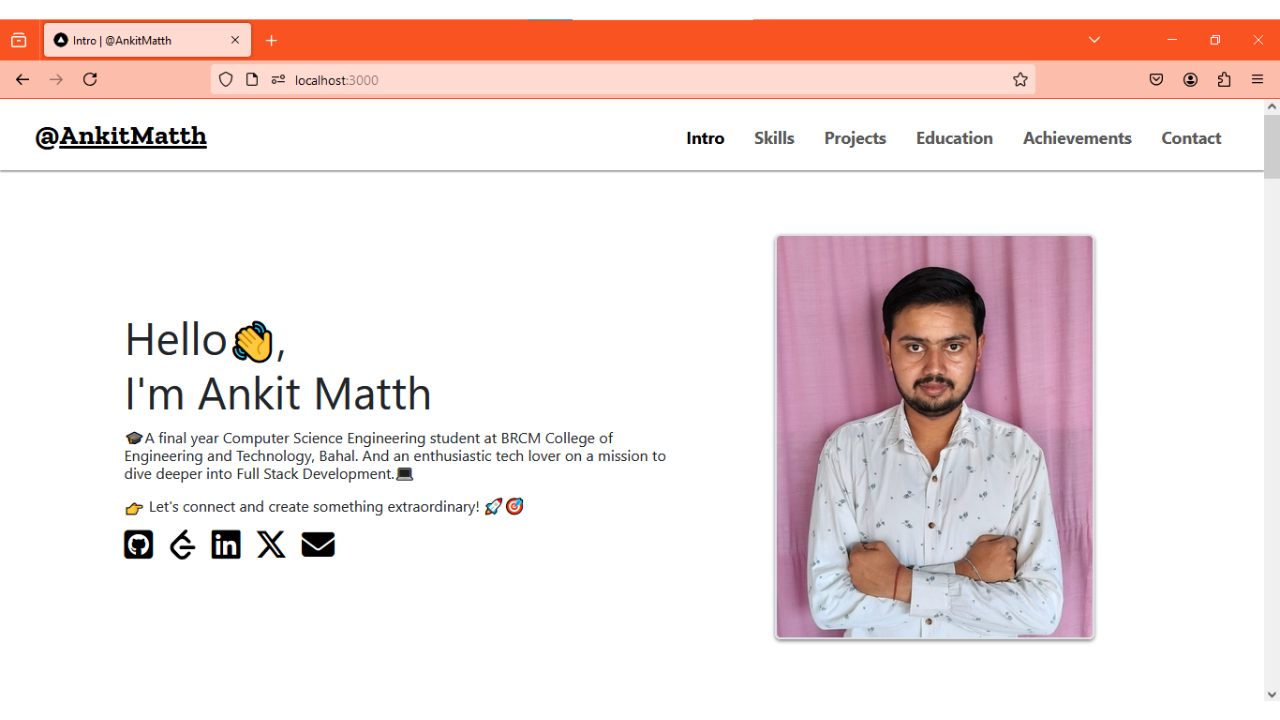 Intro | @AnkitMatth
localhost:3000
@AnkitMatth
Intro Skills Projects Education Achievements Contact
Hello👋,
I'm Ankit Matth
🎓A final year Computer Science Engineering student at BRCM College of
Engineering and Technology, Bahal. And an enthusiastic tech lover on a mission to
dive deeper into Full Stack Development.💻
👉 Let's connect and create something extraordinary! 🚀🎯
in